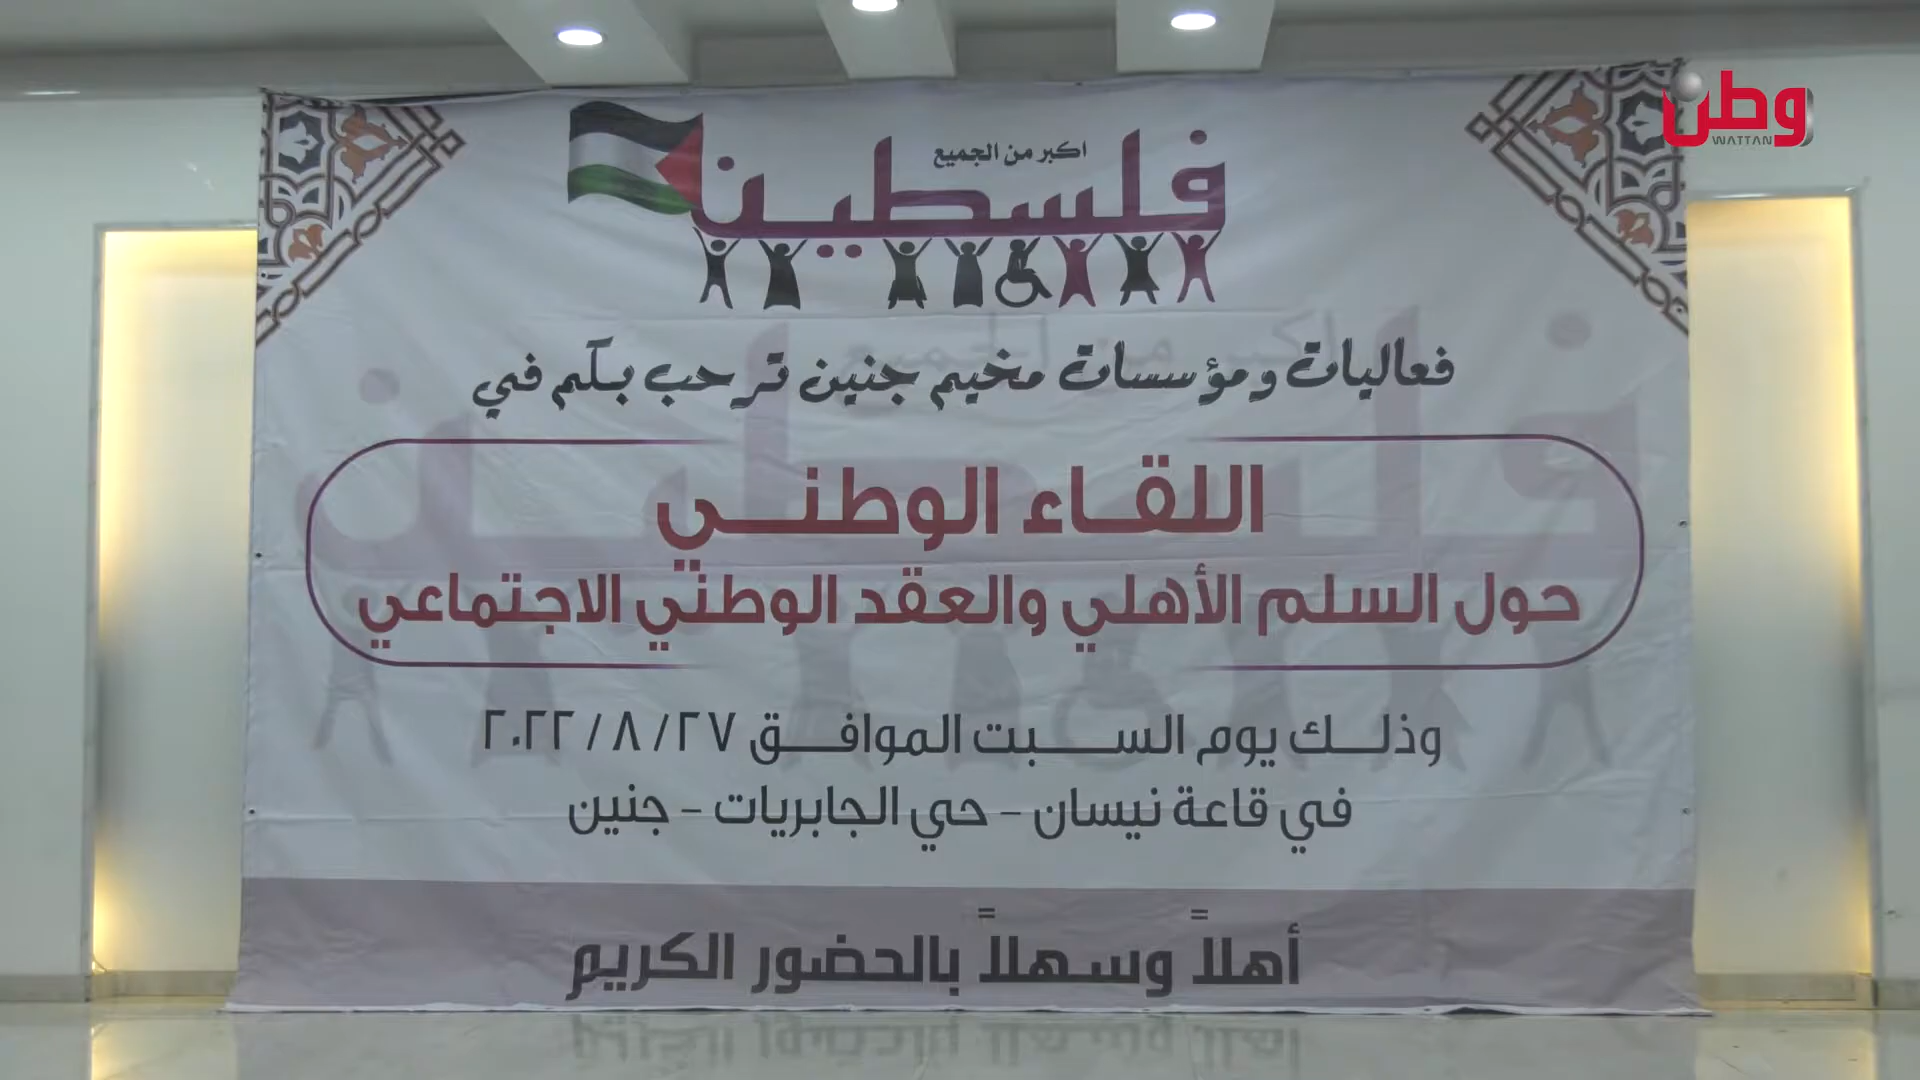 وطن
WATTAN
اكبر من الجميع
فلسطين
فعاليات ومؤسسات مخيم جنين ترحب بكم في
اللقاء الوطني
حول السلم الأهلي والعقد الوطني الاجتماعي
وذلك يوم السبت الموافق ٢٧/ ٨/ ٢٠٢٢
في قاعة نيسان - حي الجابريات - جنين
أهلاً وسهلاً بالحضور الكريم